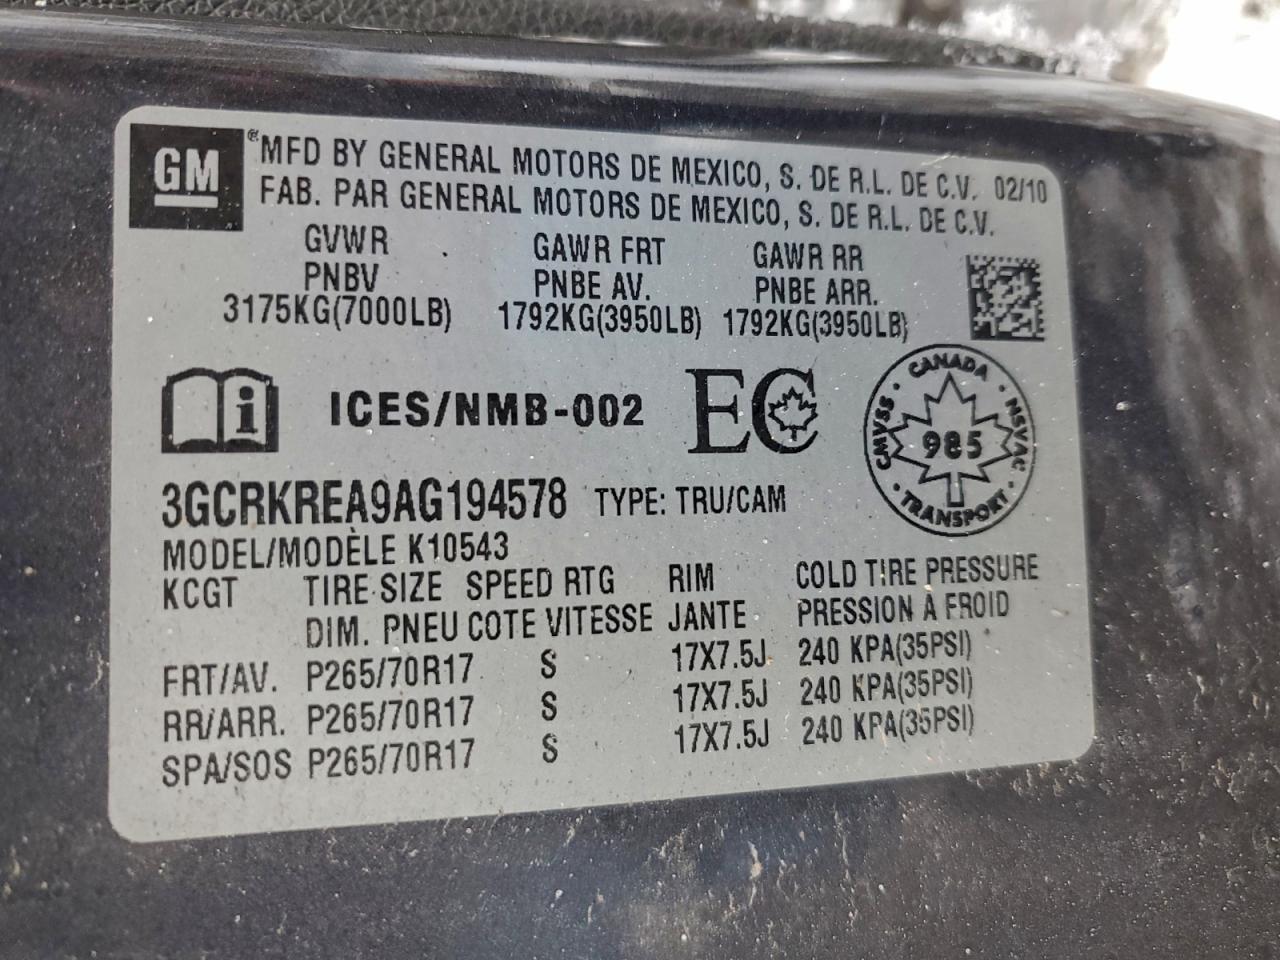 GM ® MFD BY GENERAL MOTORS DE MEXICO, S. DE R.L. DE C.V. 02/10
FAB. PAR GENERAL MOTORS DE MEXICO, S. DE R.L. DE C.V.
GVWR GAWR FRT GAWR RR
PNBV PNBE AV. PNBE ARR.
3175KG(7000LB) 1792KG(3950LB) 1792KG(3950LB)
i ICES/NMB-002 EC
CANADA
CMVSS · NSVAC
985
TRANSPORT
3GCRKREA9AG194578 TYPE: TRU/CAM
MODEL/MODÈLE K10543
KCGT TIRE SIZE SPEED RTG RIM COLD TIRE PRESSURE
DIM. PNEU COTE VITESSE JANTE PRESSION À FROID
FRT/AV. P265/70R17 S 17X7.5J 240 KPA(35PSI)
RR/ARR. P265/70R17 S 17X7.5J 240 KPA(35PSI)
SPA/SOS P265/70R17 S 17X7.5J 240 KPA(35PSI)